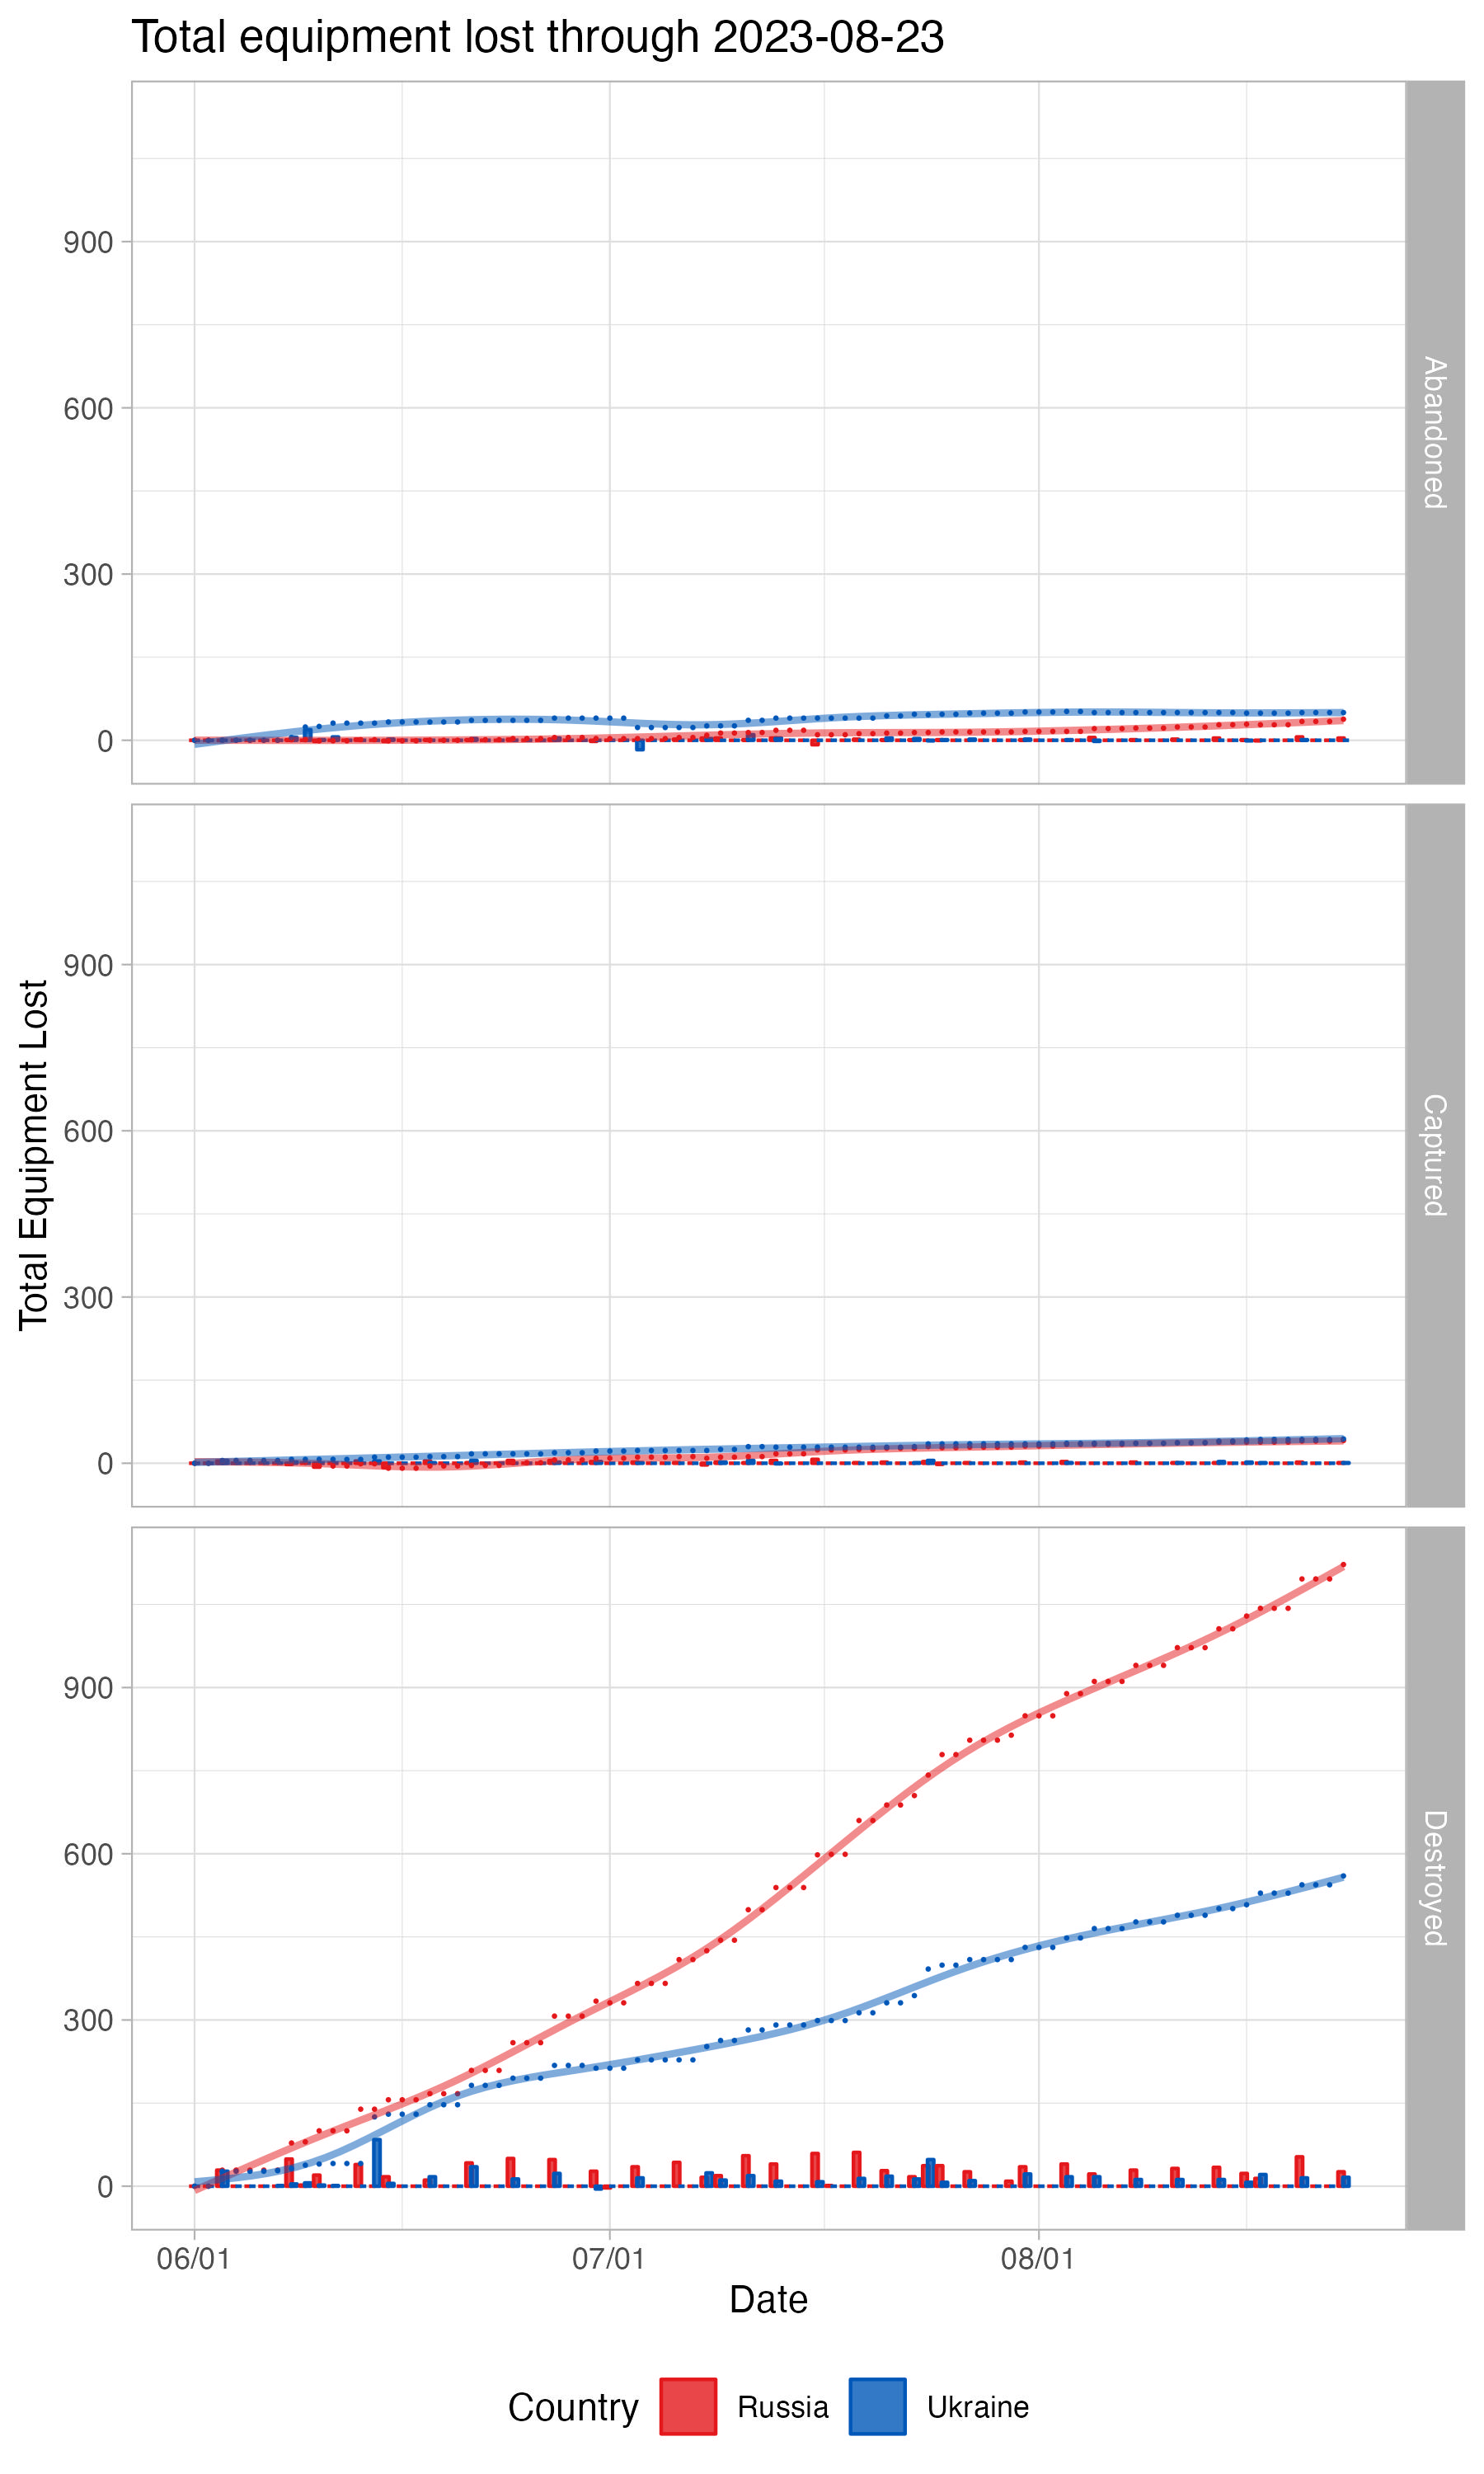 Total equipment lost through 2023-08-23
900
600
300
0
Abandoned
Total Equipment Lost
900
600
300
0
Captured
900
600
300
0
Destroyed
06/01
07/01
08/01
Date
Country
Russia
Ukraine